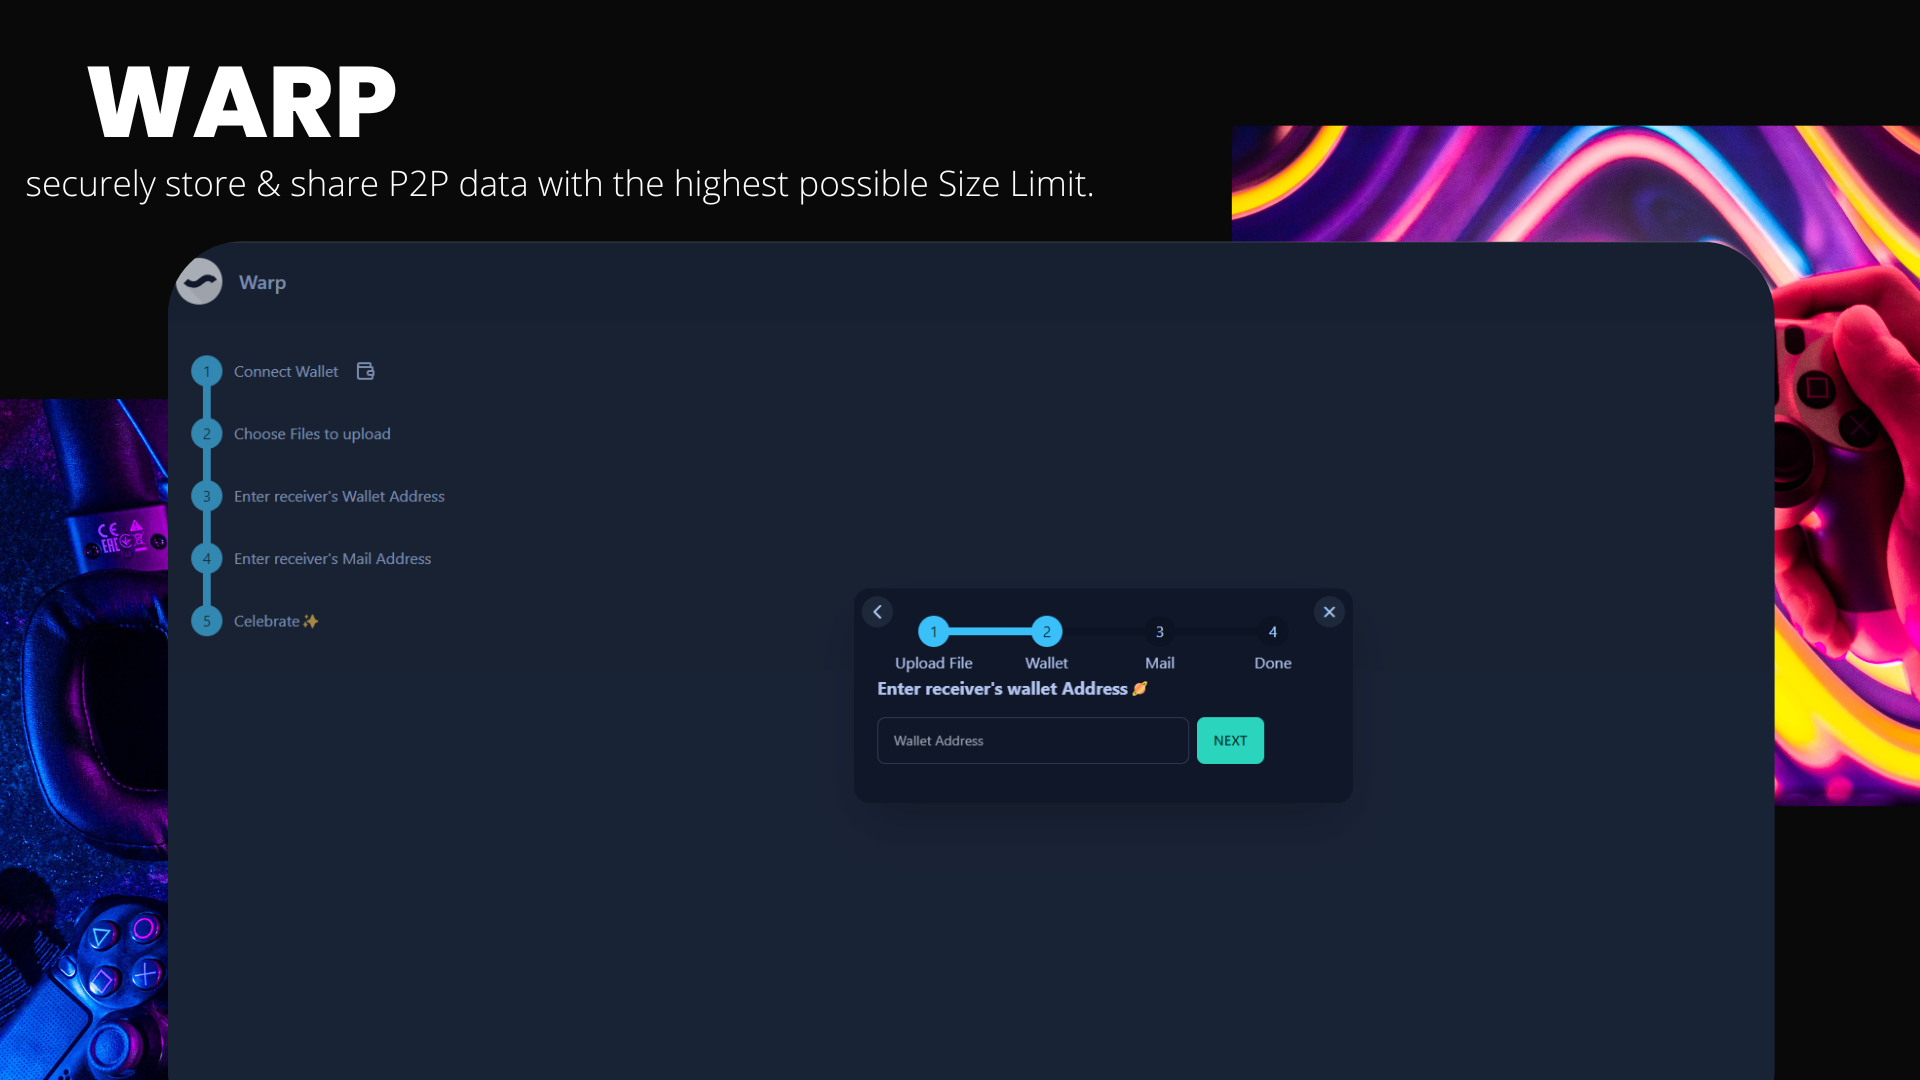 WARP
securely store & share P2P data with the highest possible Size Limit.
Warp
1 Connect Wallet
2 Choose Files to upload
3 Enter receiver's Wallet Address
4 Enter receiver's Mail Address
5 Celebrate✨
1 2 3 4
Upload File Wallet Mail Done
Enter receiver's wallet Address🪐
Wallet Address
NEXT
CE
EAC